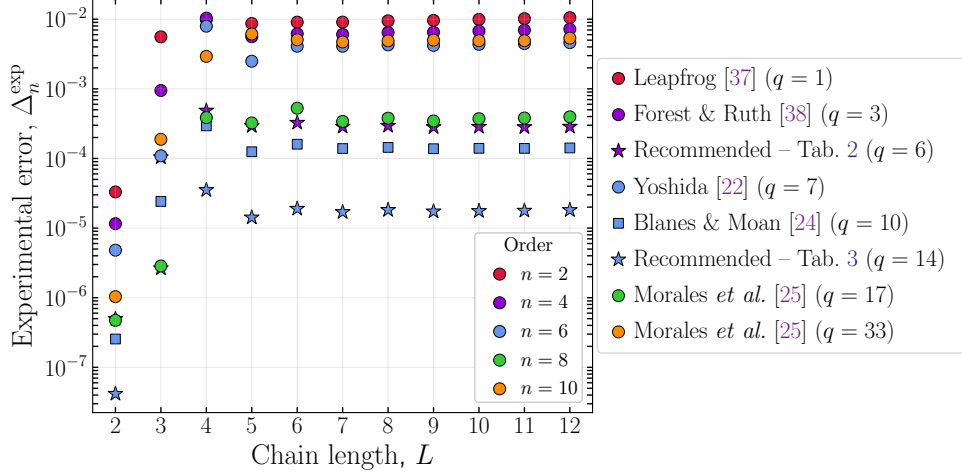 Experimental error, Δₙᵉˣᵖ
10⁻²
10⁻³
10⁻⁴
10⁻⁵
10⁻⁶
10⁻⁷
2 3 4 5 6 7 8 9 10 11 12
Chain length, L
Order
n = 2
n = 4
n = 6
n = 8
n = 10
Leapfrog [37] (q = 1)
Forest & Ruth [38] (q = 3)
Recommended – Tab. 2 (q = 6)
Yoshida [22] (q = 7)
Blanes & Moan [24] (q = 10)
Recommended – Tab. 3 (q = 14)
Morales et al. [25] (q = 17)
Morales et al. [25] (q = 33)